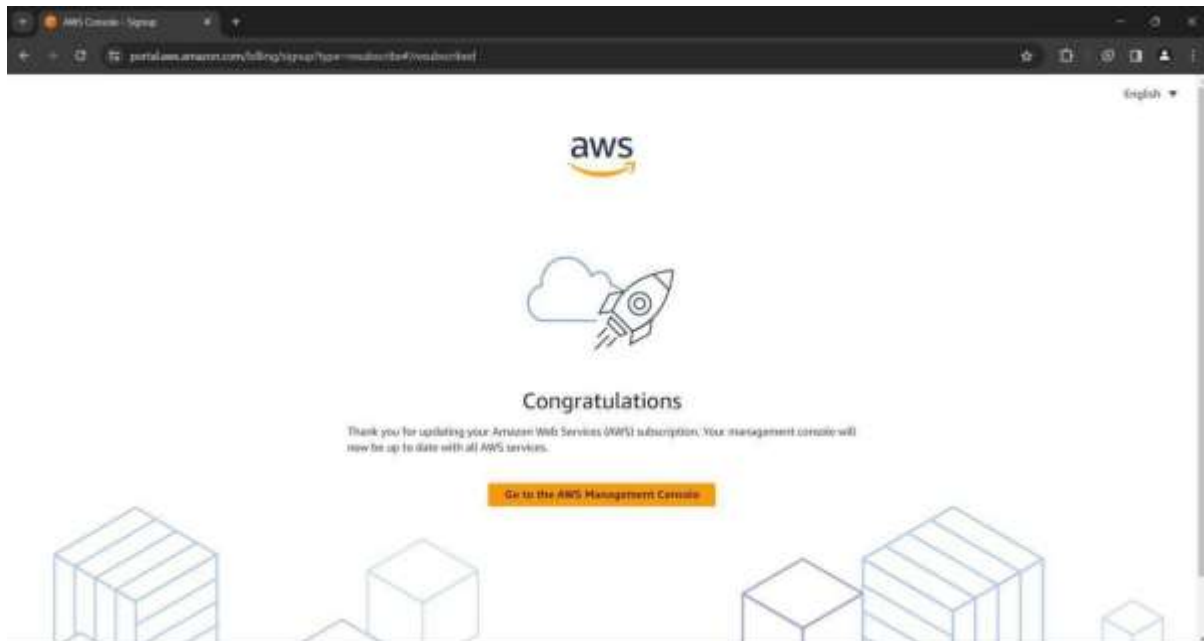 AWS Console - Signup
portal.aws.amazon.com/billing/signup?type=resubscribe#/resubscribed
English
aws
Congratulations
Thank you for updating your Amazon Web Services (AWS) subscription. Your management console will
now be up to date with all AWS services.
Go to the AWS Management Console